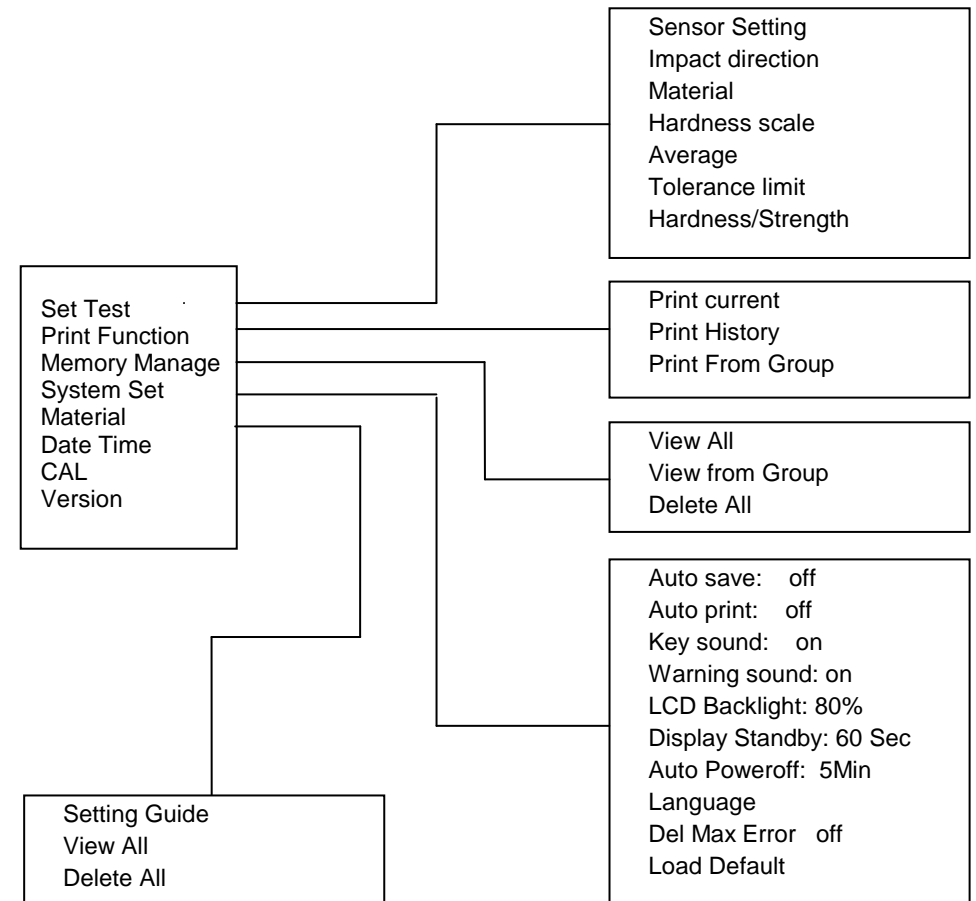 Set Test
Print Function
Memory Manage
System Set
Material
Date Time
CAL
Version
Sensor Setting
Impact direction
Material
Hardness scale
Average
Tolerance limit
Hardness/Strength
Print current
Print History
Print From Group
View All
View from Group
Delete All
Auto save: off
Auto print: off
Key sound: on
Warning sound: on
LCD Backlight: 80%
Display Standby: 60 Sec
Auto Poweroff: 5Min
Language
Del Max Error off
Load Default
Setting Guide
View All
Delete All